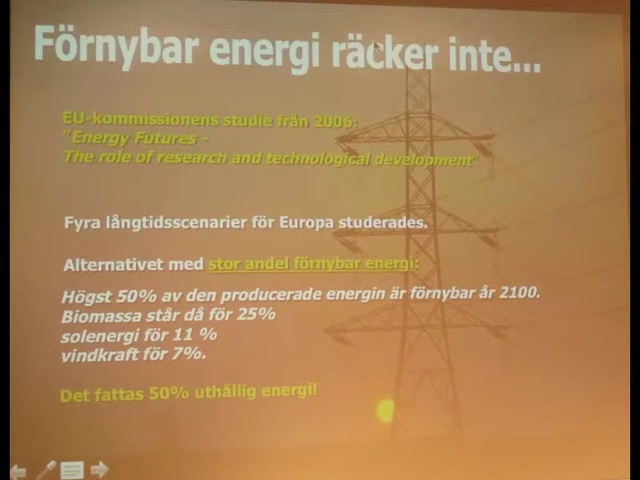 Förnybar energi räcker inte...
EU-kommissionens studie från 2006:
"Energy Futures -
The role of research and technological development"
Fyra långtidsscenarier för Europa studerades.
Alternativet med stor andel förnybar energi:
Högst 50% av den producerade energin är förnybar år 2100.
Biomassa står då för 25%
solenergi för 11 %
vindkraft för 7%.
Det fattas 50% uthållig energi!